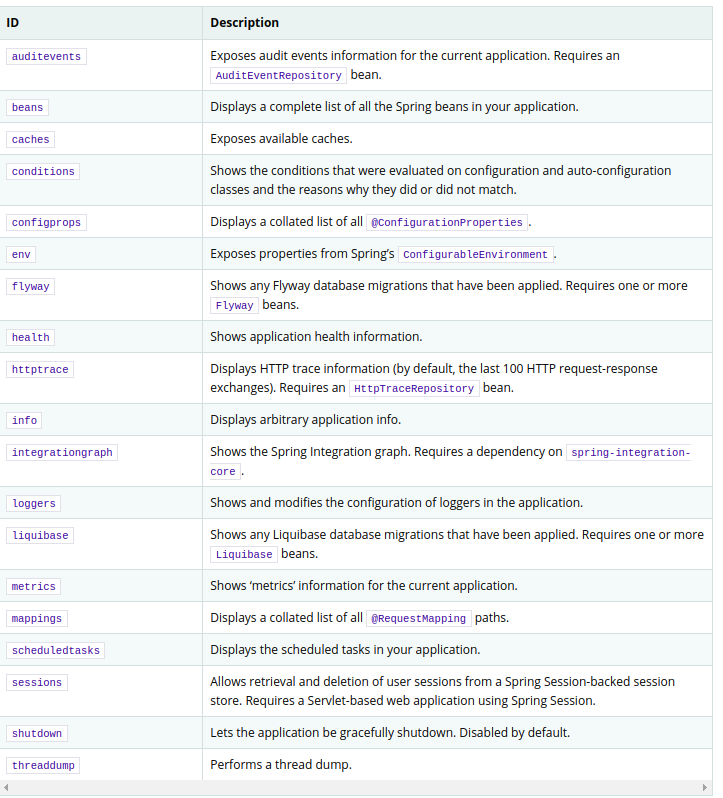 ID Description
auditevents Exposes audit events information for the current application. Requires an
AuditEventRepository bean.
beans Displays a complete list of all the Spring beans in your application.
caches Exposes available caches.
conditions Shows the conditions that were evaluated on configuration and auto-configuration
classes and the reasons why they did or did not match.
configprops Displays a collated list of all @ConfigurationProperties.
env Exposes properties from Spring’s ConfigurableEnvironment.
flyway Shows any Flyway database migrations that have been applied. Requires one or more
Flyway beans.
health Shows application health information.
httptrace Displays HTTP trace information (by default, the last 100 HTTP request-response
exchanges). Requires an HttpTraceRepository bean.
info Displays arbitrary application info.
integrationgraph Shows the Spring Integration graph. Requires a dependency on spring-integration-
core.
loggers Shows and modifies the configuration of loggers in the application.
liquibase Shows any Liquibase database migrations that have been applied. Requires one or more
Liquibase beans.
metrics Shows ‘metrics’ information for the current application.
mappings Displays a collated list of all @RequestMapping paths.
scheduledtasks Displays the scheduled tasks in your application.
sessions Allows retrieval and deletion of user sessions from a Spring Session-backed session
store. Requires a Servlet-based web application using Spring Session.
shutdown Lets the application be gracefully shutdown. Disabled by default.
threaddump Performs a thread dump.